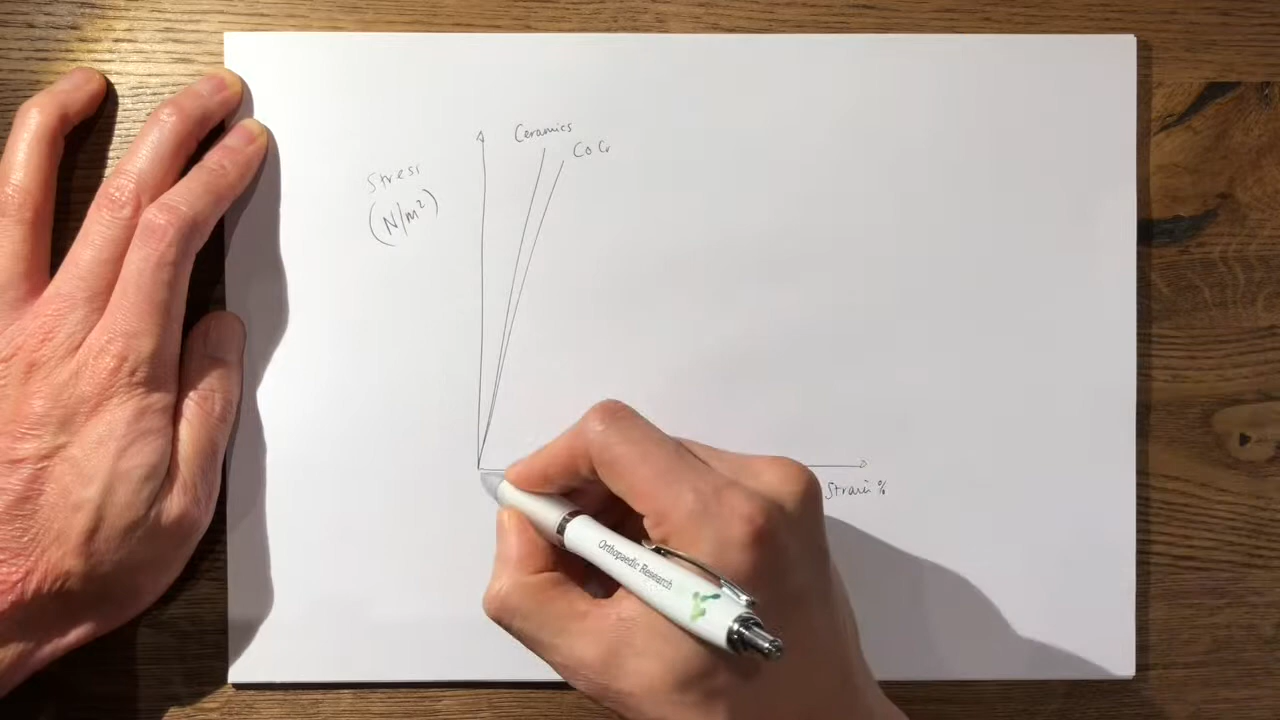 Ceramics
Co Cr
Stress
(N/m²)
Strain %
Orthopaedic Research